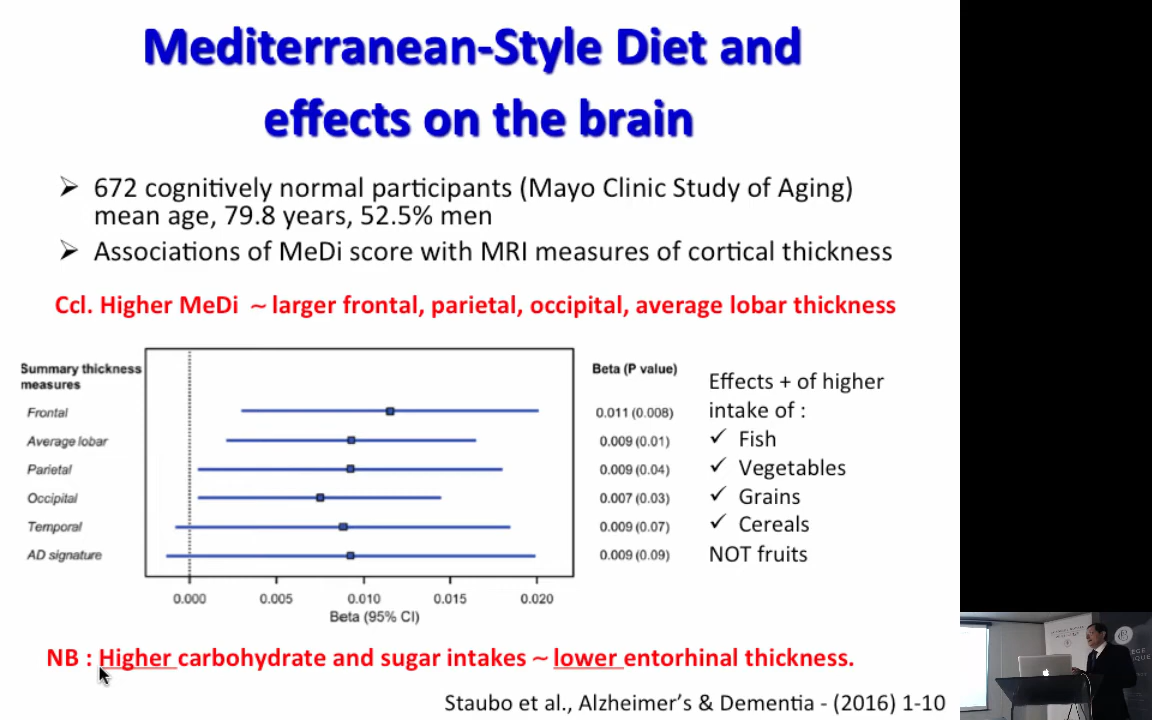 Mediterranean-Style Diet and
effects on the brain
➢ 672 cognitively normal participants (Mayo Clinic Study of Aging)
mean age, 79.8 years, 52.5% men
➢ Associations of MeDi score with MRI measures of cortical thickness
Ccl. Higher MeDi ~ larger frontal, parietal, occipital, average lobar thickness
Summary thickness
measures
Beta (P value)
Frontal 0.011 (0.008)
Average lobar 0.009 (0.01)
Parietal 0.009 (0.04)
Occipital 0.007 (0.03)
Temporal 0.009 (0.07)
AD signature 0.009 (0.09)
0.000 0.005 0.010 0.015 0.020
Beta (95% CI)
Effects + of higher
intake of :
✓ Fish
✓ Vegetables
✓ Grains
✓ Cereals
NOT fruits
NB : Higher carbohydrate and sugar intakes ~ lower entorhinal thickness.
Staubo et al., Alzheimer's & Dementia - (2016) 1-10